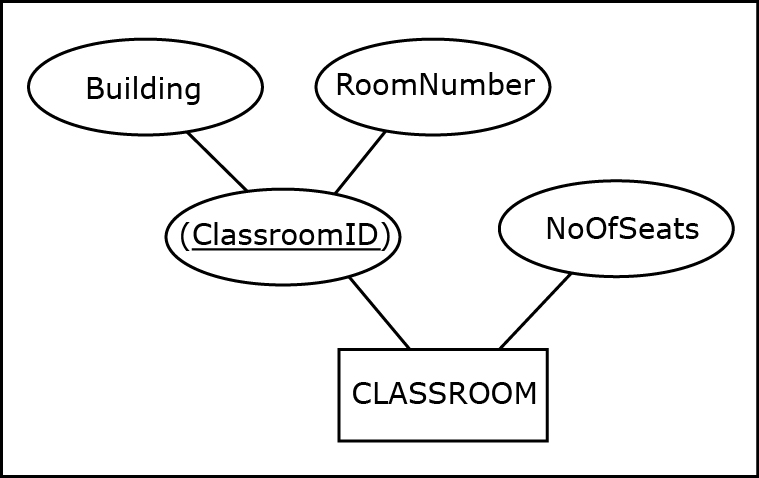 Building
RoomNumber
(ClassroomID)
NoOfSeats
CLASSROOM